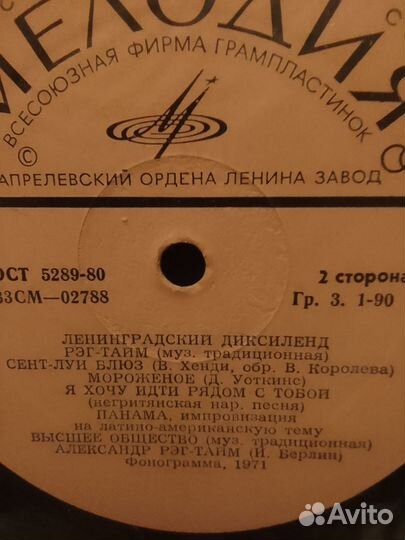 МЕЛОДИЯ
ВСЕСОЮЗНАЯ ФИРМА ГРАМПЛАСТИНОК
©
АПРЕЛЕВСКИЙ ОРДЕНА ЛЕНИНА ЗАВОД
ОСТ 5289-80
33СМ—02788
2 сторона
Гр. 3. 1-90
ЛЕНИНГРАДСКИЙ ДИКСИЛЕНД
РЭГ-ТАЙМ (муз. традиционная)
СЕНТ-ЛУИ БЛЮЗ (В. Хенди, обр. В. Королева)
МОРОЖЕНОЕ (Д. Уоткинс)
Я ХОЧУ ИДТИ РЯДОМ С ТОБОЙ
(негритянская нар. песня)
ПАНАМА, импровизация
на латино-американскую тему
ВЫСШЕЕ ОБЩЕСТВО (муз. традиционная)
АЛЕКСАНДР РЭГ-ТАЙМ (И. Берлин)
Фонограмма, 1971
Avito